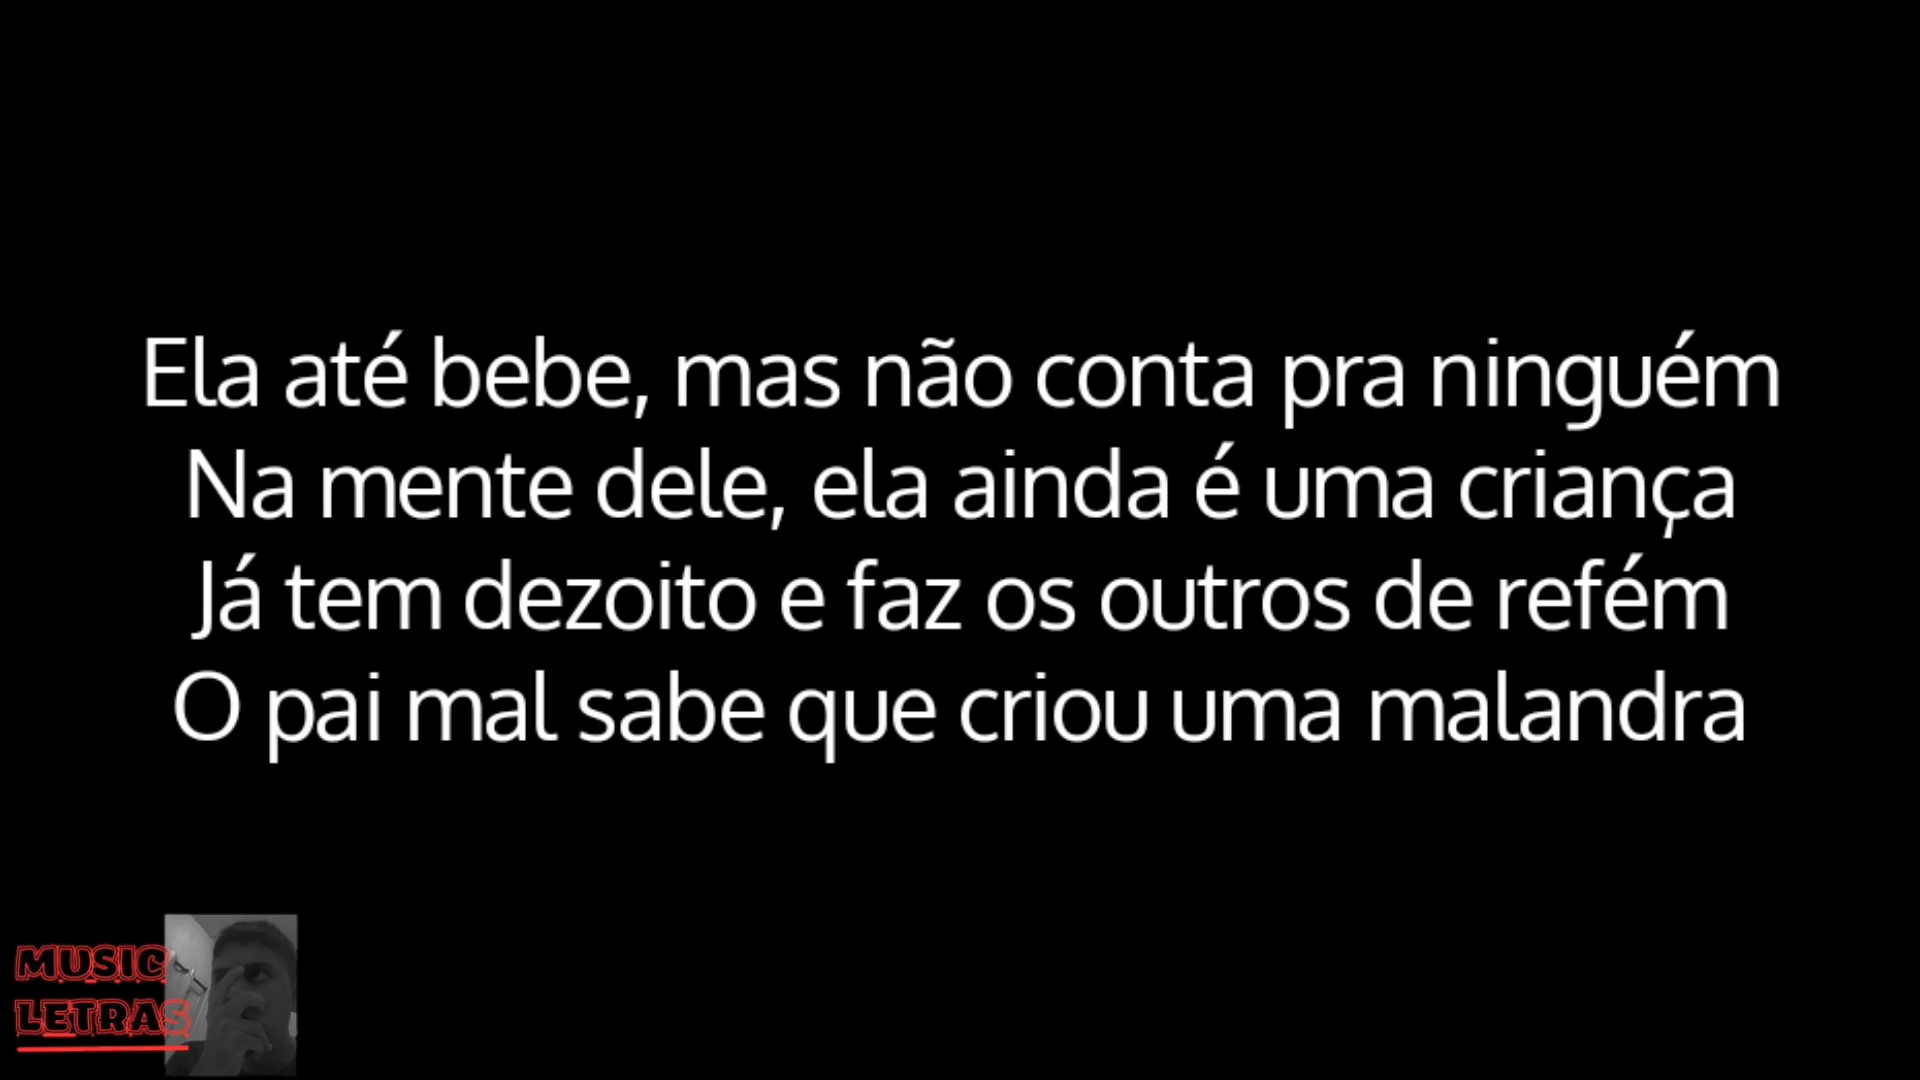 Ela até bebe, mas não conta pra ninguém
Na mente dele, ela ainda é uma criança
Já tem dezoito e faz os outros de refém
O pai mal sabe que criou uma malandra
MUSIC
LETRAS